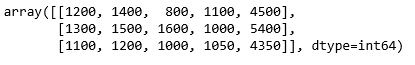 array([[1200, 1400,  800, 1100, 4500],
       [1300, 1500, 1600, 1000, 5400],
       [1100, 1200, 1000, 1050, 4350]], dtype=int64)